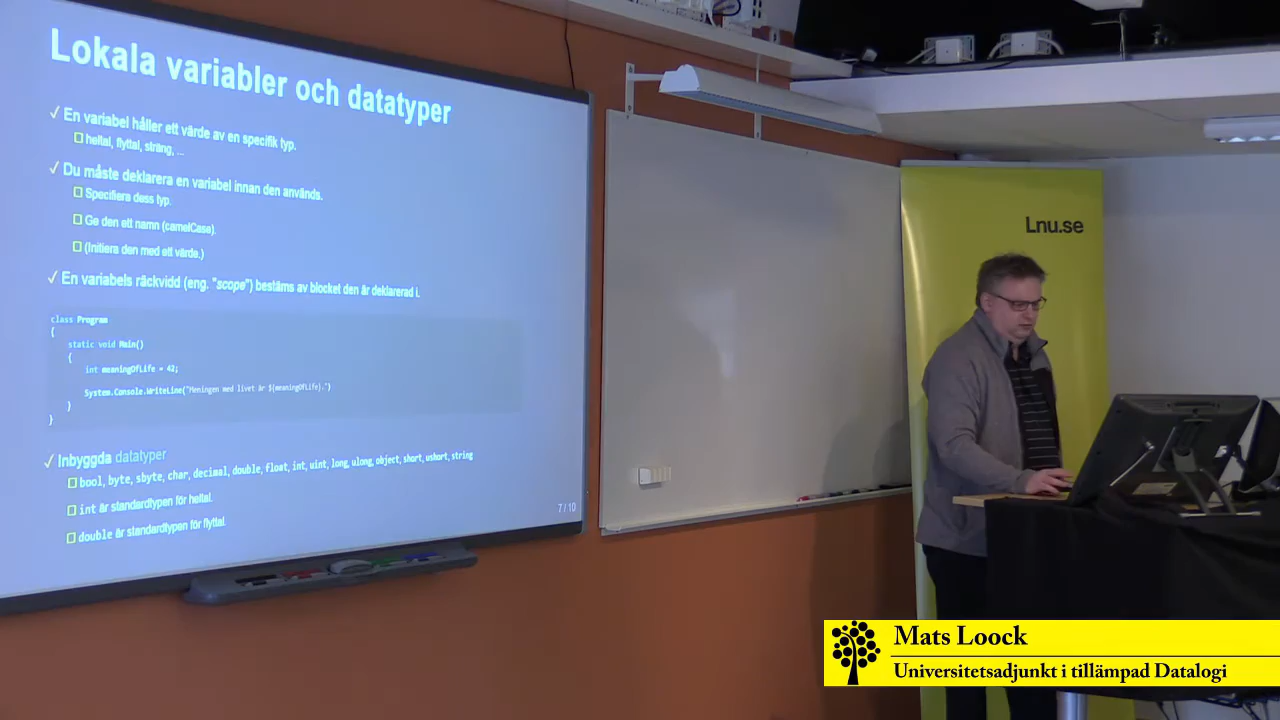 Lokala variabler och datatyper
En variabel håller ett värde av en specifik typ.
heltal, flyttal, sträng, ...
Du måste deklarera en variabel innan den används.
Specifiera dess typ.
Ge den ett namn (camelCase).
(Initiera den med ett värde.)
En variabels räckvidd (eng. "scope") bestäms av blocket den är deklarerad i.
class Program
{
static void Main()
{
int meaningOfLife = 42;
System.Console.WriteLine("Meningen med livet är ${meaningOfLife}.")
}
}
Inbyggda datatyper
bool, byte, sbyte, char, decimal, double, float, int, uint, long, ulong, object, short, ushort, string
int är standardtypen för heltal.
double är standardtypen för flyttal.
7 / 10
Lnu.se
Mats Loock
Universitetsadjunkt i tillämpad Datalogi